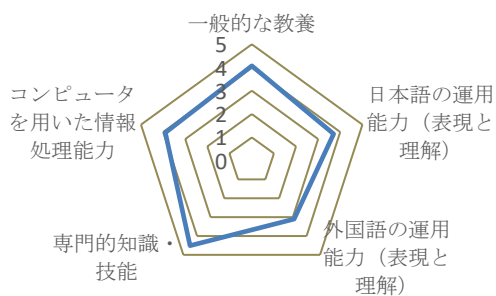 一般的な教養
5
4
3
2
1
0
日本語の運用
能力（表現と
理解）
外国語の運用
能力（表現と
理解）
専門的知識・
技能
コンピュータ
を用いた情報
処理能力